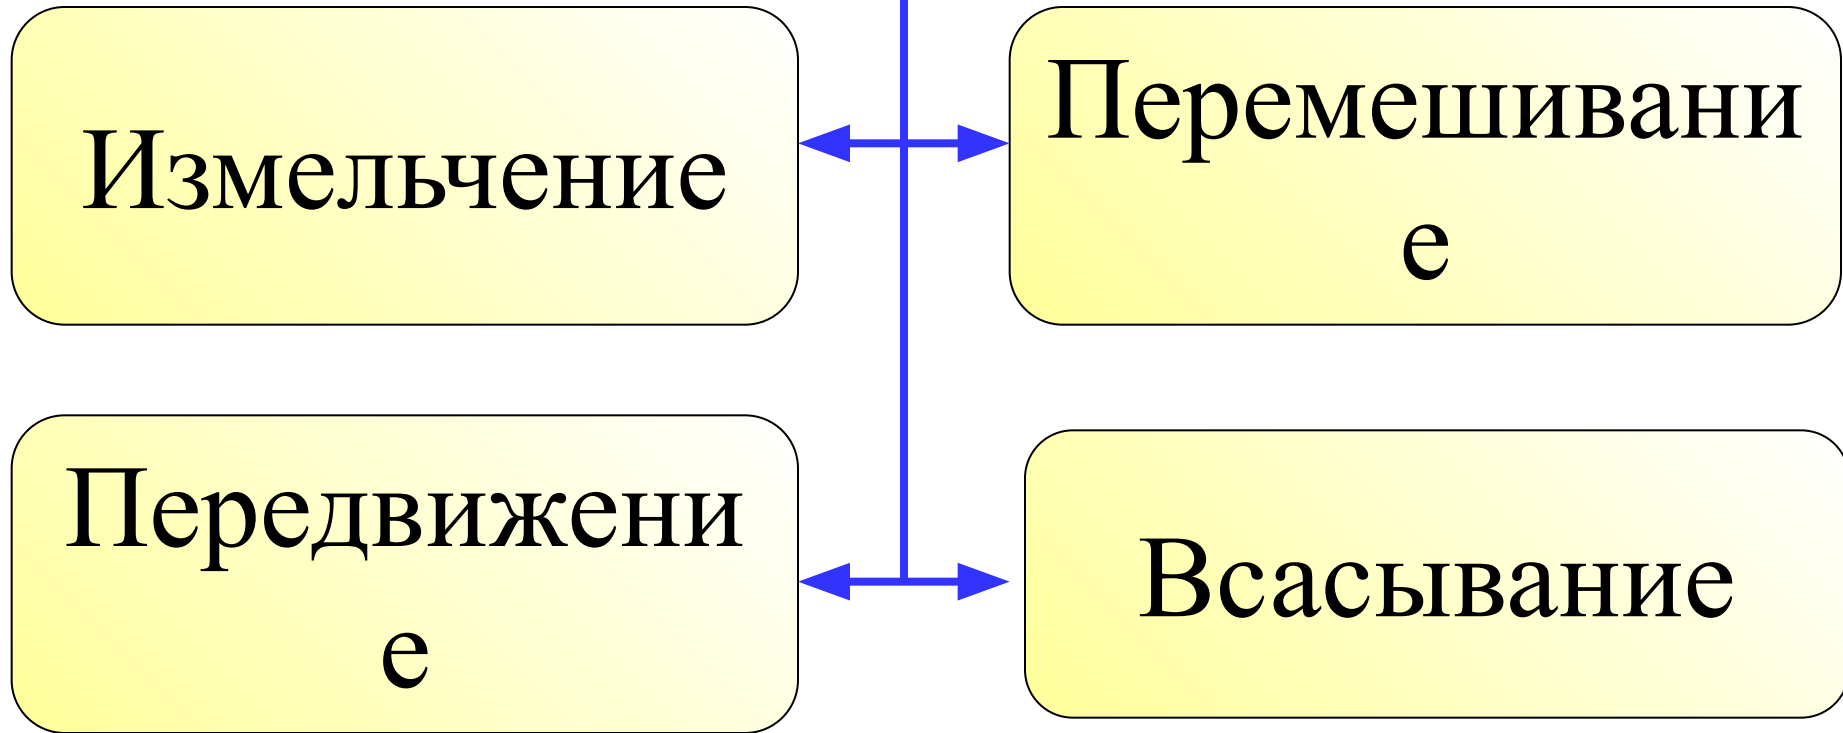 Измельчение
Перемешивани
е
Передвижени
е
Всасывание